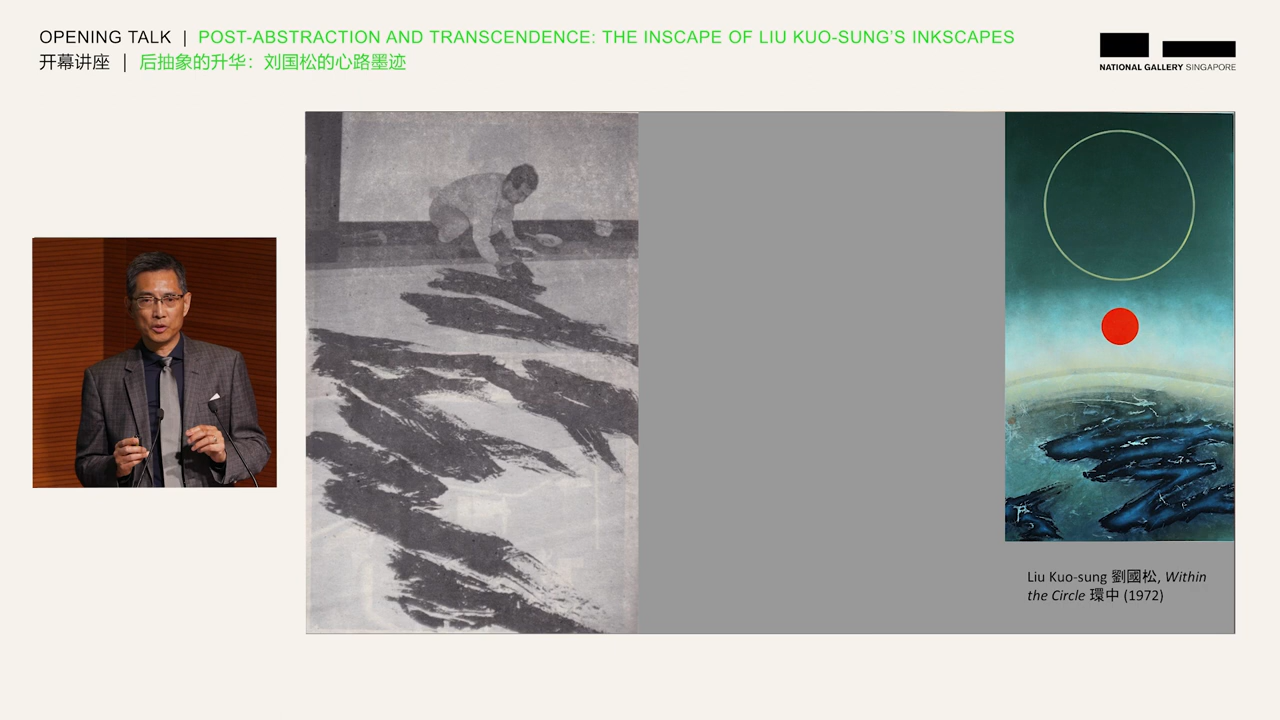 OPENING TALK | POST-ABSTRACTION AND TRANSCENDENCE: THE INSCAPE OF LIU KUO-SUNG'S INKSCAPES
开幕讲座 | 后抽象的升华：刘国松的心路墨迹
NATIONAL GALLERY SINGAPORE
Liu Kuo-sung 劉國松, Within
the Circle 環中 (1972)